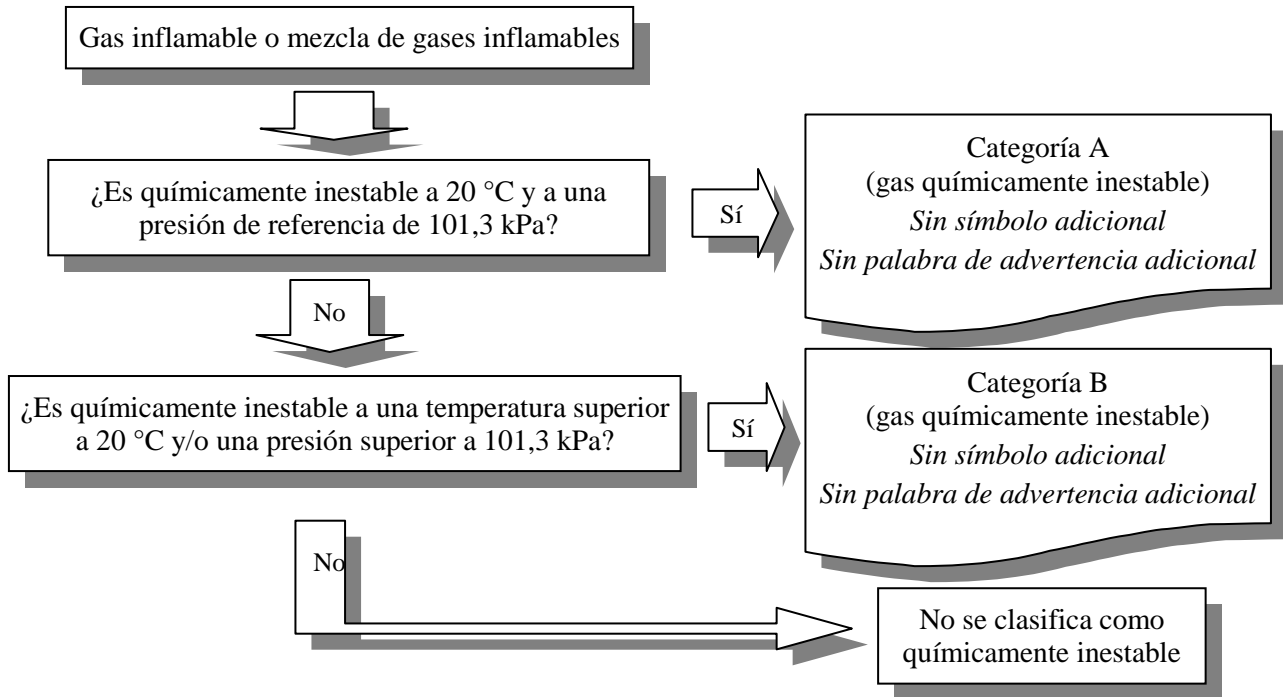 Gas inflamable o mezcla de gases inflamables
¿Es químicamente inestable a 20 °C y a una
presión de referencia de 101,3 kPa?
Sí
Categoría A
(gas químicamente inestable)
Sin símbolo adicional
Sin palabra de advertencia adicional
No
¿Es químicamente inestable a una temperatura superior
a 20 °C y/o una presión superior a 101,3 kPa?
Sí
Categoría B
(gas químicamente inestable)
Sin símbolo adicional
Sin palabra de advertencia adicional
No
No se clasifica como
químicamente inestable